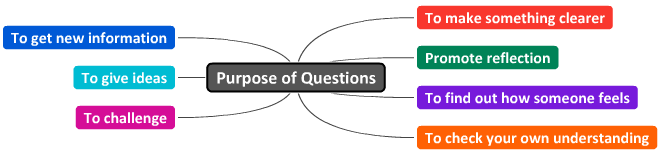 To get new information
To give ideas
To challenge
Purpose of Questions
To make something clearer
Promote reflection
To find out how someone feels
To check your own understanding